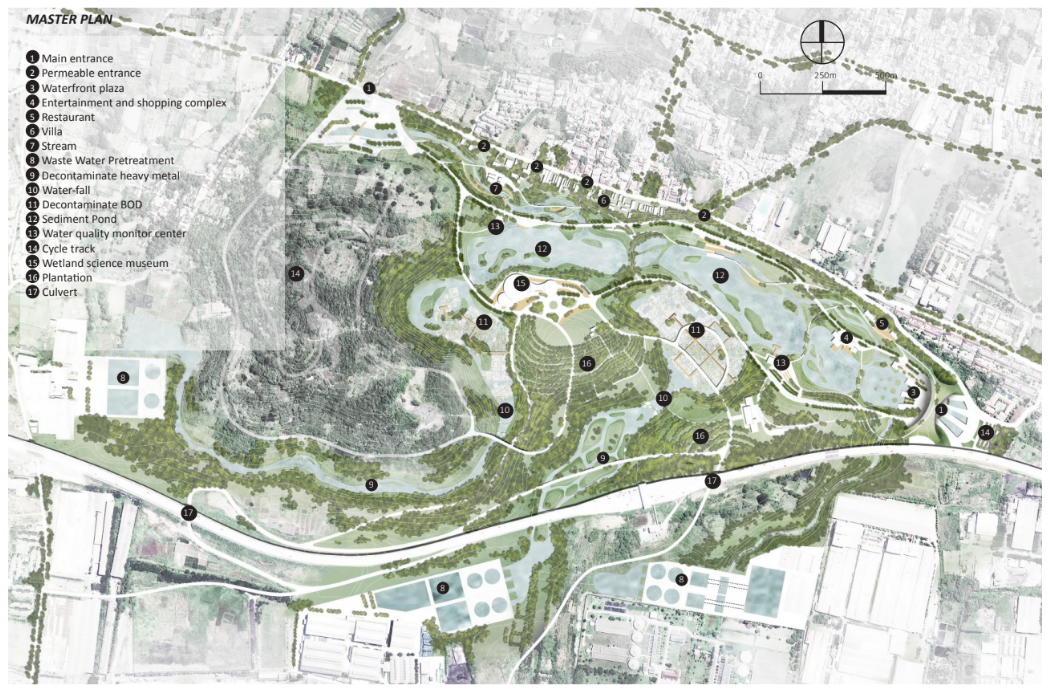 MASTER PLAN
1 Main entrance
2 Permeable entrance
3 Waterfront plaza
4 Entertainment and shopping complex
5 Restaurant
6 Villa
7 Stream
8 Waste Water Pretreatment
9 Decontaminate heavy metal
10 Water-fall
11 Decontaminate BOD
12 Sediment Pond
13 Water quality monitor center
14 Cycle track
15 Wetland science museum
16 Plantation
17 Culvert
0 250m 500m
1
2
2
2
7
6
2
13
12
12
14
15
11
11
5
4
16
13
8
3
10
10
1
16
14
9
9
17
17
8
8